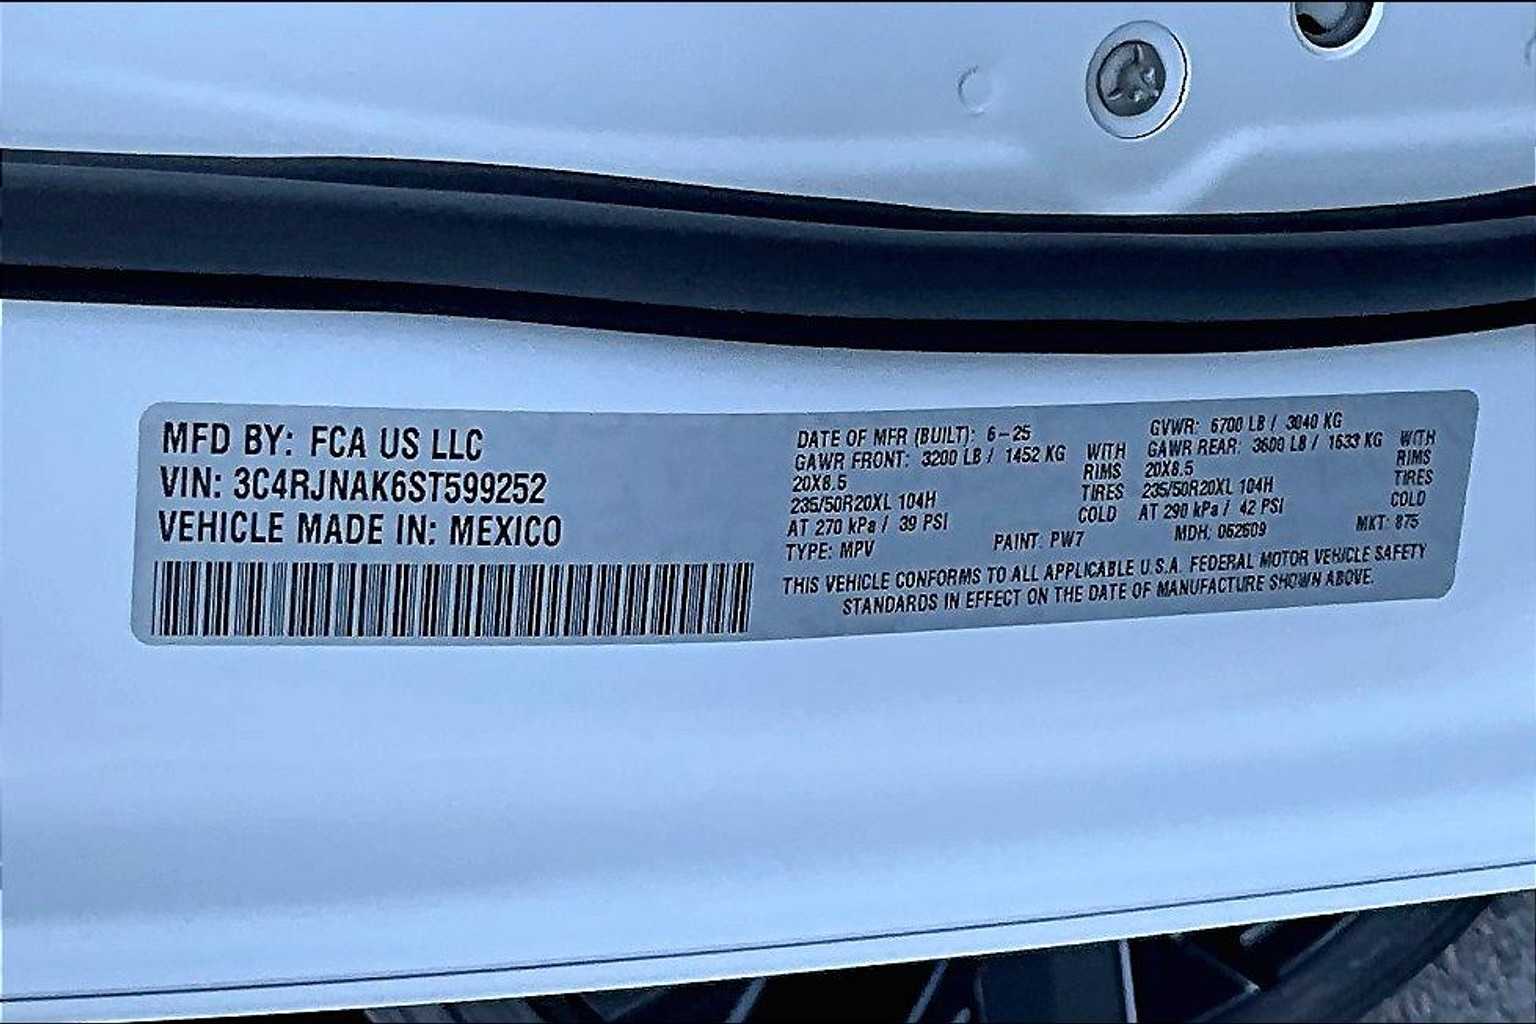 MFD BY: FCA US LLC
VIN: 3C4RJNAK6ST599252
VEHICLE MADE IN: MEXICO
DATE OF MFR (BUILT): 6-25
GAWR FRONT: 3200 LB / 1452 KG WITH
20X8.5 RIMS
235/50R20XL 104H TIRES
AT 270 kPa / 39 PSI COLD
TYPE: MPV PAINT: PW7
GVWR: 6700 LB / 3040 KG
GAWR REAR: 3600 LB / 1633 KG WITH
20X8.5 RIMS
235/50R20XL 104H TIRES
AT 290 kPa / 42 PSI COLD
MDH: 062609 MKT: 875
THIS VEHICLE CONFORMS TO ALL APPLICABLE U.S.A. FEDERAL MOTOR VEHICLE SAFETY
STANDARDS IN EFFECT ON THE DATE OF MANUFACTURE SHOWN ABOVE.